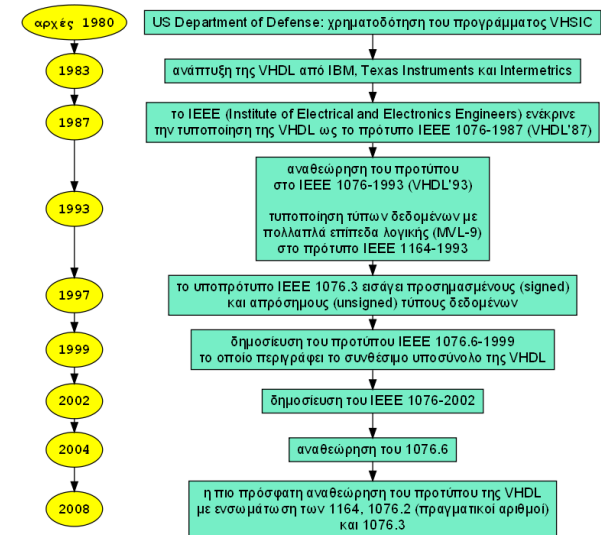 αρχές 1980
US Department of Defense: χρηματοδότηση του προγράμματος VHSIC
1983
ανάπτυξη της VHDL από IBM, Texas Instruments και Intermetrics
1987
το IEEE (Institute of Electrical and Electronics Engineers) ενέκρινε
την τυποποίηση της VHDL ως το πρότυπο IEEE 1076-1987 (VHDL'87)
1993
αναθεώρηση του προτύπου
στο IEEE 1076-1993 (VHDL'93)
τυποποίηση τύπων δεδομένων με
πολλαπλά επίπεδα λογικής (MVL-9)
στο πρότυπο IEEE 1164-1993
1997
το υποπρότυπο IEEE 1076.3 εισάγει προσημασμένους (signed)
και απρόσημους (unsigned) τύπους δεδομένων
1999
δημοσίευση του προτύπου IEEE 1076.6-1999
το οποίο περιγράφει το συνθέσιμο υποσύνολο της VHDL
2002
δημοσίευση του IEEE 1076-2002
2004
αναθεώρηση του 1076.6
2008
η πιο πρόσφατη αναθεώρηση του προτύπου της VHDL
με ενσωμάτωση των 1164, 1076.2 (πραγματικοί αριθμοί)
και 1076.3